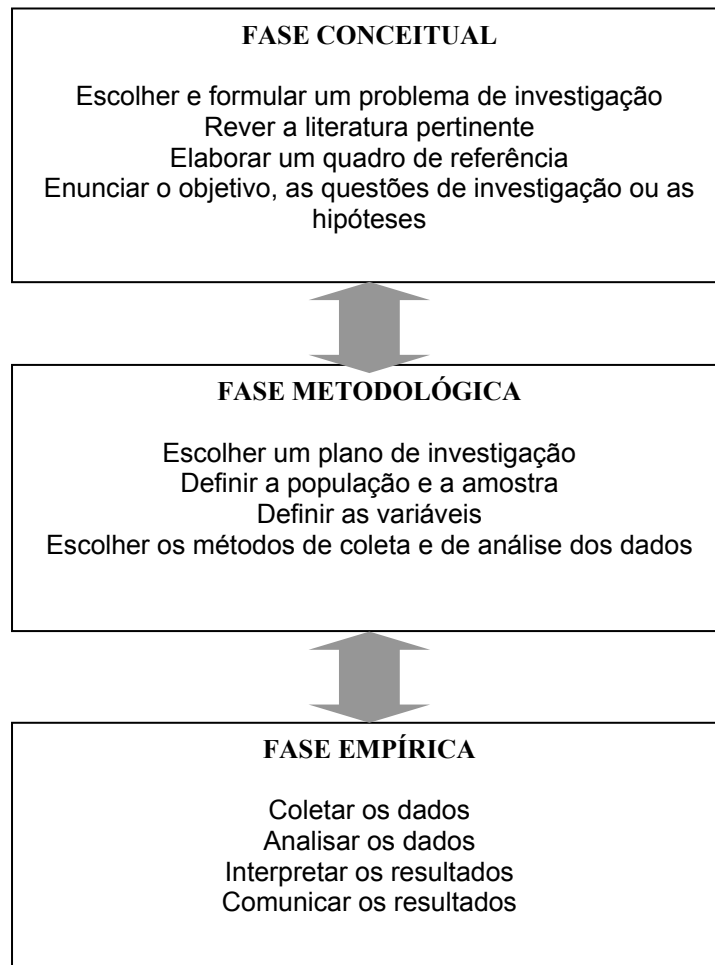 FASE CONCEITUAL
Escolher e formular um problema de investigação
Rever a literatura pertinente
Elaborar um quadro de referência
Enunciar o objetivo, as questões de investigação ou as
hipóteses
FASE METODOLÓGICA
Escolher um plano de investigação
Definir a população e a amostra
Definir as variáveis
Escolher os métodos de coleta e de análise dos dados
FASE EMPÍRICA
Coletar os dados
Analisar os dados
Interpretar os resultados
Comunicar os resultados